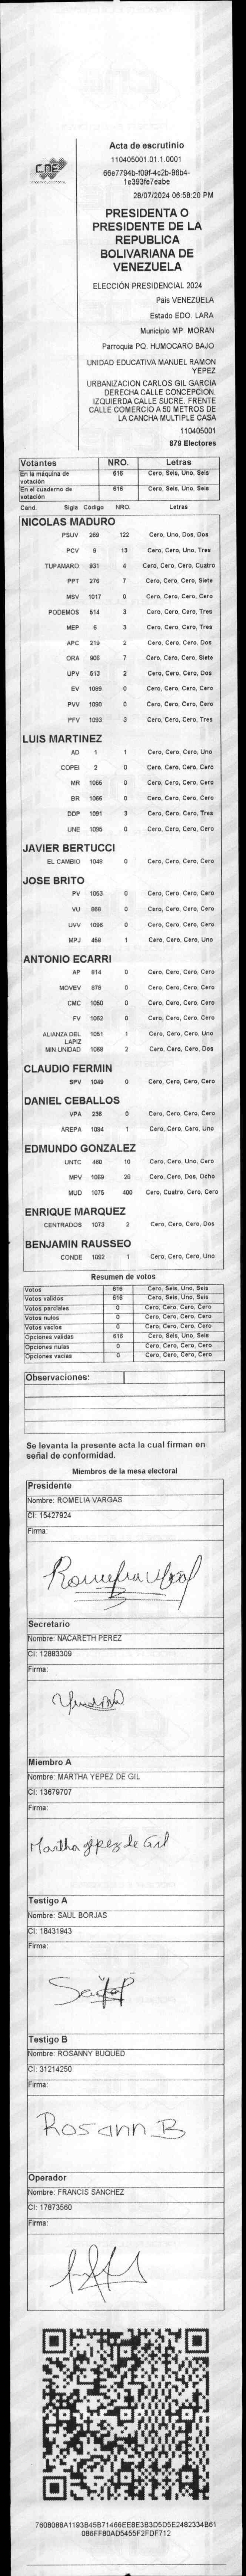 CNE
Acta de escrutinio
110405001.01.1.0001
66e7794b-f09f-4c2b-96b4-
1e393fe7eabe
28/07/2024 06:58:20 PM
PRESIDENTA O
PRESIDENTE DE LA
REPUBLICA
BOLIVARIANA DE
VENEZUELA
ELECCIÓN PRESIDENCIAL 2024
Pais VENEZUELA
Estado EDO. LARA
Municipio MP. MORAN
Parroquia PQ. HUMOCARO BAJO
UNIDAD EDUCATIVA MANUEL RAMON
YEPEZ
URBANIZACION CARLOS GIL GARCIA
DERECHA CALLE CONCEPCIÓN.
IZQUIERDA CALLE SUCRE. FRENTE
CALLE COMERCIO A 50 METROS DE
LA CANCHA MULTIPLE CASA
110405001
879 Electores
Votantes NRO. Letras
En la maquina de votación 616 Cero, Seis, Uno, Seis
En el cuaderno de votación 616 Cero, Seis, Uno, Seis
Cand. Sigla Código NRO. Letras
NICOLAS MADURO
PSUV 269 122 Cero, Uno, Dos, Dos
PCV 9 13 Cero, Cero, Uno, Tres
TUPAMARO 931 4 Cero, Cero, Cero, Cuatro
PPT 276 7 Cero, Cero, Cero, Siete
MSV 1017 0 Cero, Cero, Cero, Cero
PODEMOS 614 3 Cero, Cero, Cero, Tres
MEP 6 3 Cero, Cero, Cero, Tres
APC 219 2 Cero, Cero, Cero, Dos
ORA 906 7 Cero, Cero, Cero, Siete
UPV 513 2 Cero, Cero, Cero, Dos
EV 1089 0 Cero, Cero, Cero, Cero
PVV 1090 0 Cero, Cero, Cero, Cero
PFV 1093 3 Cero, Cero, Cero, Tres
LUIS MARTINEZ
AD 1 1 Cero, Cero, Cero, Uno
COPEI 2 0 Cero, Cero, Cero, Cero
MR 1065 0 Cero, Cero, Cero, Cero
BR 1066 0 Cero, Cero, Cero, Cero
DDP 1091 3 Cero, Cero, Cero, Tres
UNE 1095 0 Cero, Cero, Cero, Cero
JAVIER BERTUCCI
EL CAMBIO 1048 0 Cero, Cero, Cero, Cero
JOSE BRITO
PV 1053 0 Cero, Cero, Cero, Cero
VU 868 0 Cero, Cero, Cero, Cero
UVV 1096 0 Cero, Cero, Cero, Cero
MPJ 458 1 Cero, Cero, Cero, Uno
ANTONIO ECARRI
AP 814 0 Cero, Cero, Cero, Cero
MOVEV 878 0 Cero, Cero, Cero, Cero
CMC 1050 0 Cero, Cero, Cero, Cero
FV 1052 0 Cero, Cero, Cero, Cero
ALIANZA DEL LAPIZ 1051 1 Cero, Cero, Cero, Uno
MIN UNIDAD 1068 2 Cero, Cero, Cero, Dos
CLAUDIO FERMIN
SPV 1049 0 Cero, Cero, Cero, Cero
DANIEL CEBALLOS
VPA 236 0 Cero, Cero, Cero, Cero
AREPA 1094 1 Cero, Cero, Cero, Uno
EDMUNDO GONZALEZ
UNTC 460 10 Cero, Cero, Uno, Cero
MPV 1069 28 Cero, Cero, Dos, Ocho
MUD 1075 400 Cero, Cuatro, Cero, Cero
ENRIQUE MARQUEZ
CENTRADOS 1073 2 Cero, Cero, Cero, Dos
BENJAMIN RAUSSEO
CONDE 1092 1 Cero, Cero, Cero, Uno
Resumen de votos
Votos 616 Cero, Seis, Uno, Seis
Votos validos 616 Cero, Seis, Uno, Seis
Votos parciales 0 Cero, Cero, Cero, Cero
Votos nulos 0 Cero, Cero, Cero, Cero
Votos vacios 0 Cero, Cero, Cero, Cero
Opciones validas 616 Cero, Seis, Uno, Seis
Opciones nulas 0 Cero, Cero, Cero, Cero
Opciones vacias 0 Cero, Cero, Cero, Cero
Observaciones:
Se levanta la presente acta la cual firman en
señal de conformidad.
Miembros de la mesa electoral
Presidente
Nombre: ROMELIA VARGAS
CI: 15427924
Firma:
Secretario
Nombre: NACARETH PEREZ
CI: 12883309
Firma:
Miembro A
Nombre: MARTHA YEPEZ DE GIL
CI: 13679707
Firma:
Martha Yepez de Gil
Testigo A
Nombre: SAUL BORJAS
CI: 18431943
Firma:
Testigo B
Nombre: ROSANNY BUQUED
CI: 31214250
Firma:
Rosann B
Operador
Nombre: FRANCIS SANCHEZ
CI: 17873560
Firma:
7608088A1193B45B71466EE8E3B3D5D5E2482334B61
086FF80AD5455F2FDF712